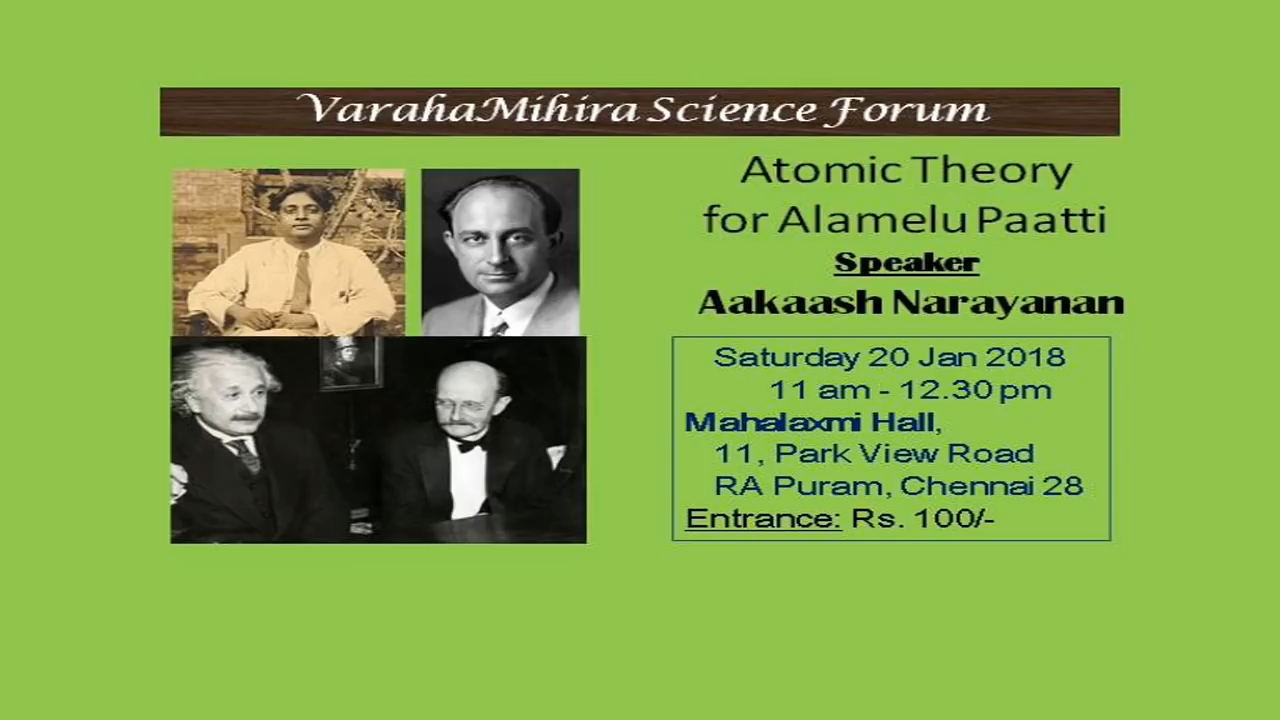 VarahaMihira Science Forum
Atomic Theory
for Alamelu Paatti
Speaker
Aakaash Narayanan
Saturday 20 Jan 2018
11 am - 12.30 pm
Mahalaxmi Hall,
11, Park View Road
RA Puram, Chennai 28
Entrance: Rs. 100/-